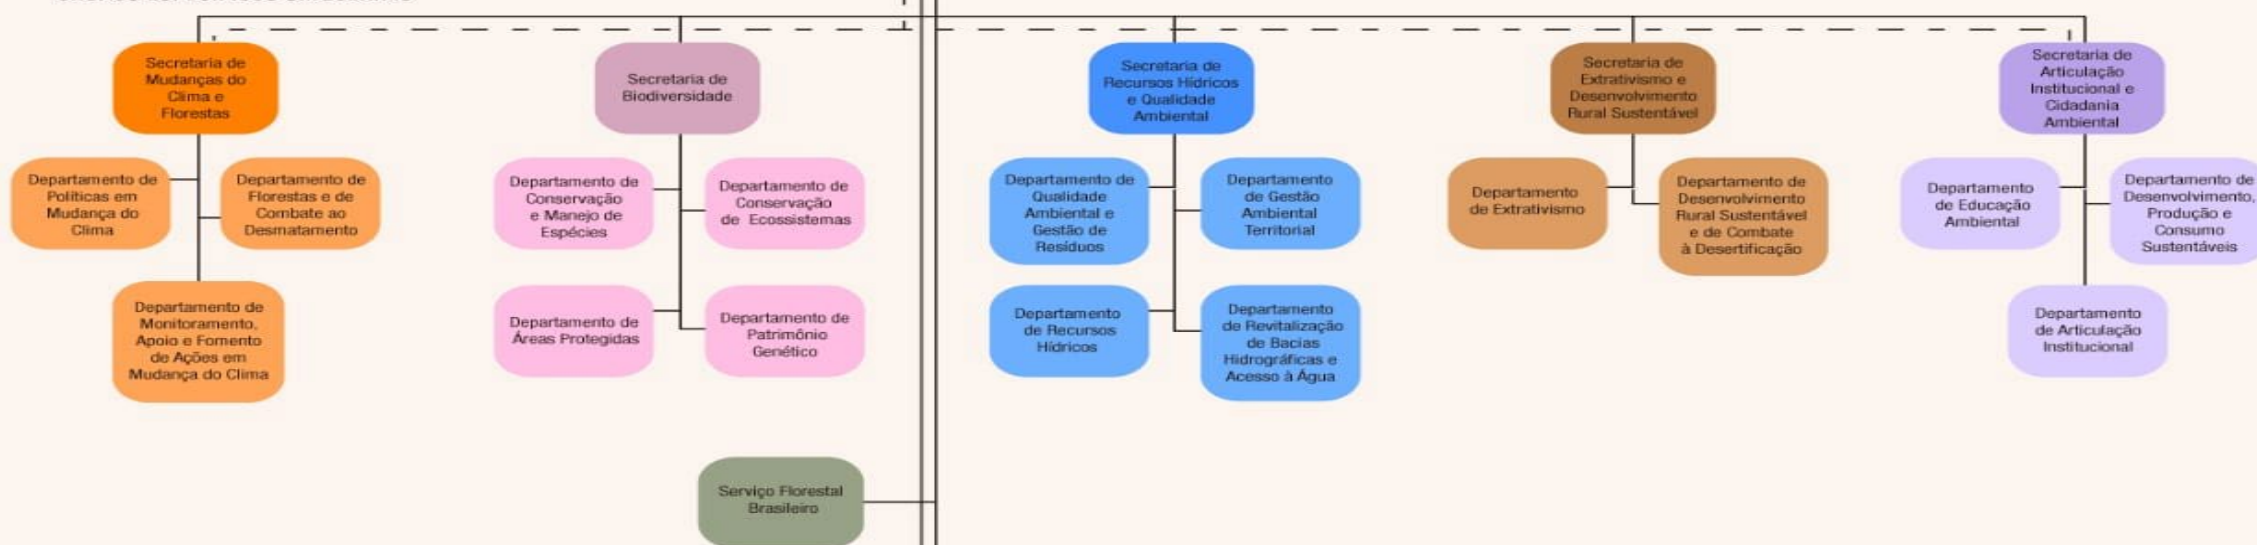 Secretaria de
Mudanças do
Clima e
Florestas
Secretaria de
Biodiversidade
Secretaria de
Recursos Hídricos
e Qualidade
Ambiental
Secretaria de
Extrativismo e
Desenvolvimento
Rural Sustentável
Secretaria de
Articulação
Institucional e
Cidadania
Ambiental
Departamento de
Políticas em
Mudança do
Clima
Departamento de
Florestas e de
Combate ao
Desmatamento
Departamento de
Conservação
e Manejo de
Espécies
Departamento de
Conservação
de Ecossistemas
Departamento de
Qualidade
Ambiental e
Gestão de
Resíduos
Departamento
de Gestão
Ambiental
Territorial
Departamento
de Extrativismo
Departamento de
Desenvolvimento
Rural Sustentável
e de Combate
à Desertificação
Departamento
de Educação
Ambiental
Departamento de
Desenvolvimento,
Produção e
Consumo
Sustentáveis
Departamento de
Monitoramento,
Apoio e Fomento
de Ações em
Mudança do Clima
Departamento de
Áreas Protegidas
Departamento de
Patrimônio
Genético
Departamento
de Recursos
Hídricos
Departamento
de Revitalização
de Bacias
Hidrográficas e
Acesso à Água
Departamento
de Articulação
Institucional
Serviço Florestal
Brasileiro